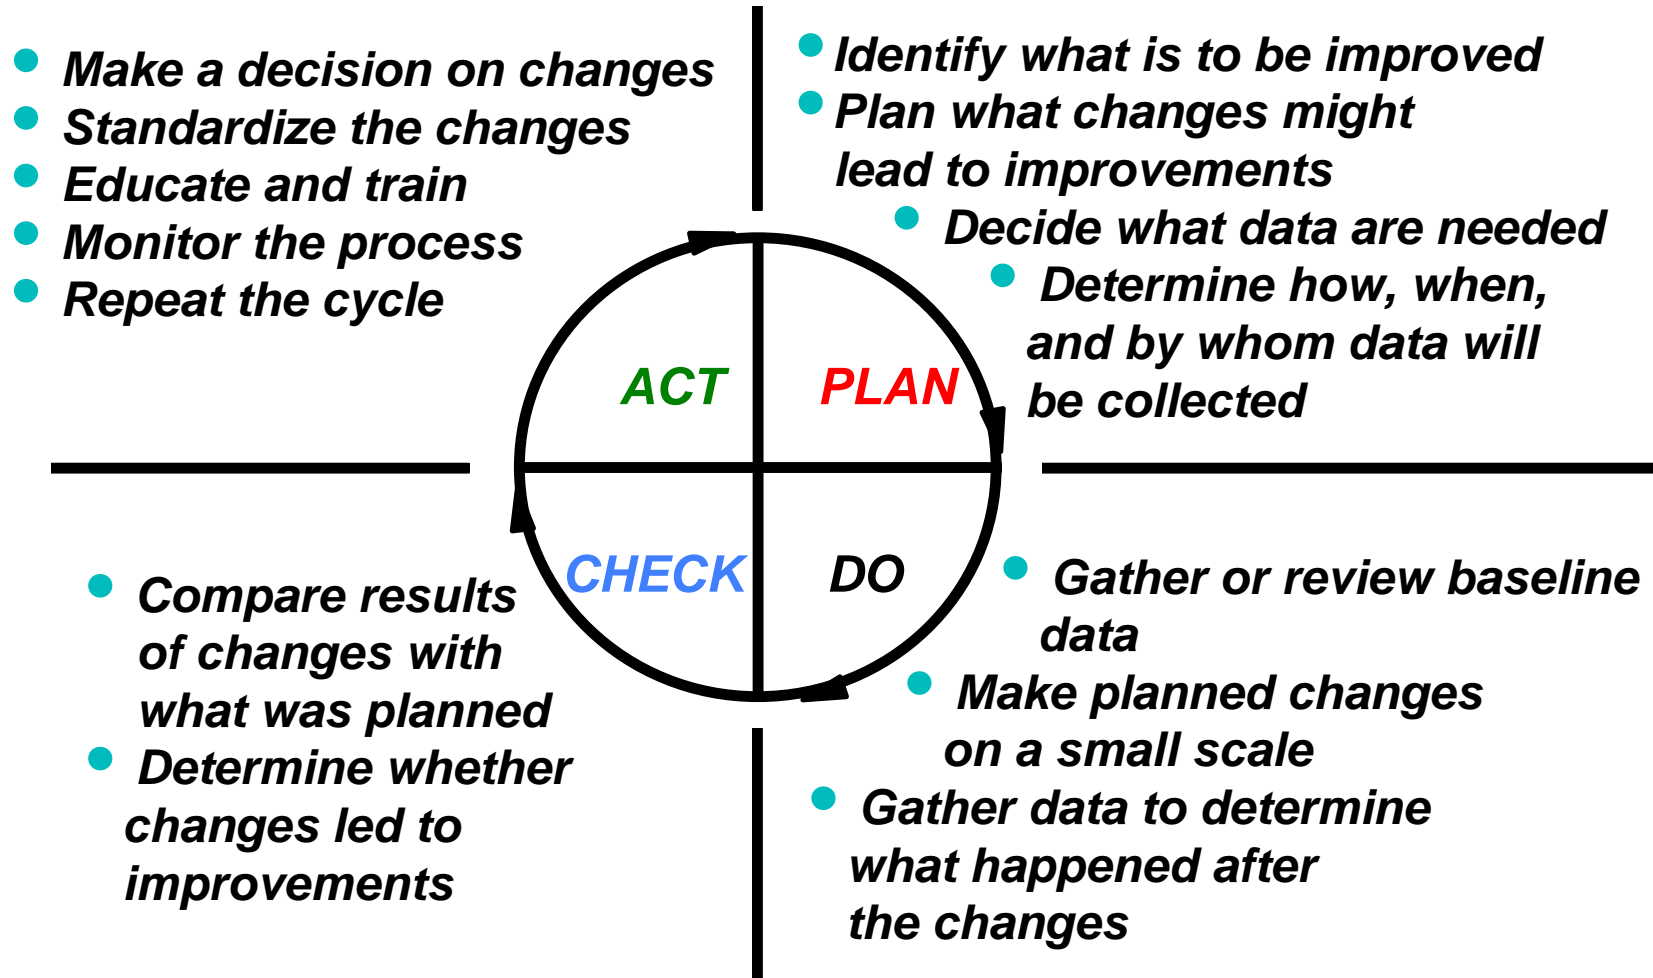 Make a decision on changes
Standardize the changes
Educate and train
Monitor the process
Repeat the cycle
Identify what is to be improved
Plan what changes might
lead to improvements
Decide what data are needed
Determine how, when,
and by whom data will
be collected
ACT
PLAN
CHECK
DO
Compare results
of changes with
what was planned
Determine whether
changes led to
improvements
Gather or review baseline
data
Make planned changes
on a small scale
Gather data to determine
what happened after
the changes